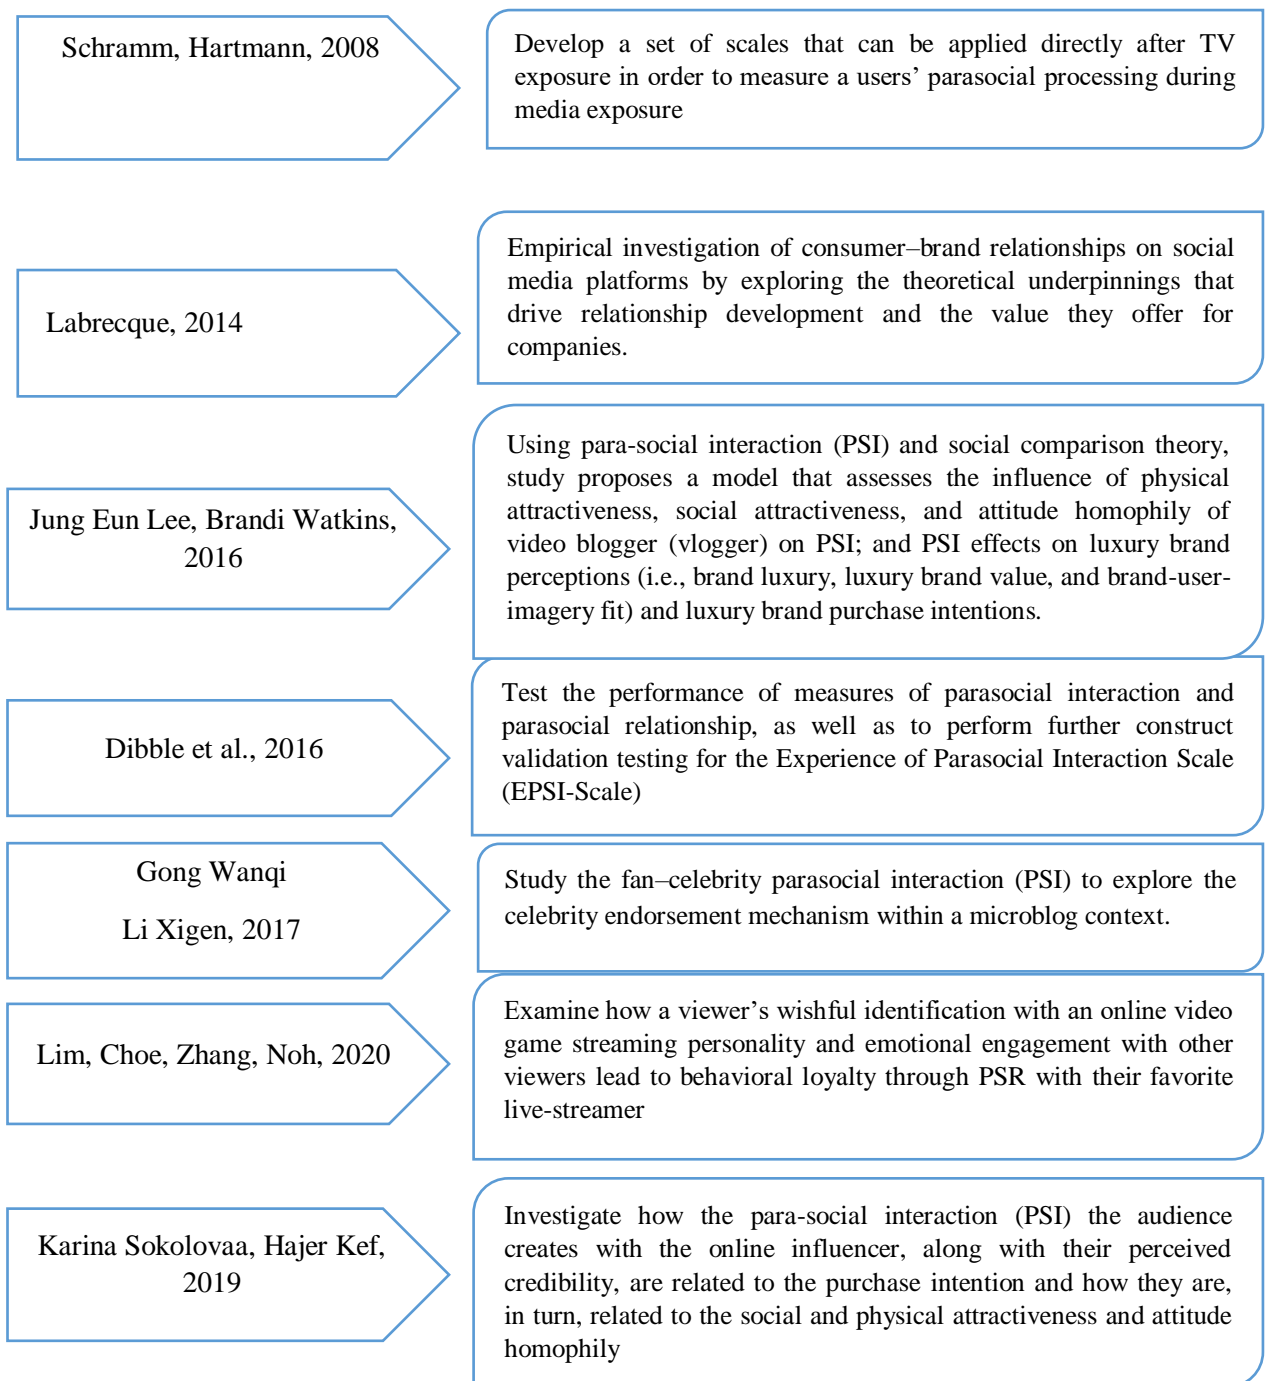 Schramm, Hartmann, 2008
Develop a set of scales that can be applied directly after TV
exposure in order to measure a users’ parasocial processing during
media exposure
Labrecque, 2014
Empirical investigation of consumer–brand relationships on social
media platforms by exploring the theoretical underpinnings that
drive relationship development and the value they offer for
companies.
Jung Eun Lee, Brandi Watkins,
2016
Using para-social interaction (PSI) and social comparison theory,
study proposes a model that assesses the influence of physical
attractiveness, social attractiveness, and attitude homophily of
video blogger (vlogger) on PSI; and PSI effects on luxury brand
perceptions (i.e., brand luxury, luxury brand value, and brand-user-
imagery fit) and luxury brand purchase intentions.
Dibble et al., 2016
Test the performance of measures of parasocial interaction and
parasocial relationship, as well as to perform further construct
validation testing for the Experience of Parasocial Interaction Scale
(EPSI-Scale)
Gong Wanqi
Li Xigen, 2017
Study the fan–celebrity parasocial interaction (PSI) to explore the
celebrity endorsement mechanism within a microblog context.
Lim, Choe, Zhang, Noh, 2020
Examine how a viewer’s wishful identification with an online video
game streaming personality and emotional engagement with other
viewers lead to behavioral loyalty through PSR with their favorite
live-streamer
Karina Sokolovaa, Hajer Kef,
2019
Investigate how the para-social interaction (PSI) the audience
creates with the online influencer, along with their perceived
credibility, are related to the purchase intention and how they are,
in turn, related to the social and physical attractiveness and attitude
homophily